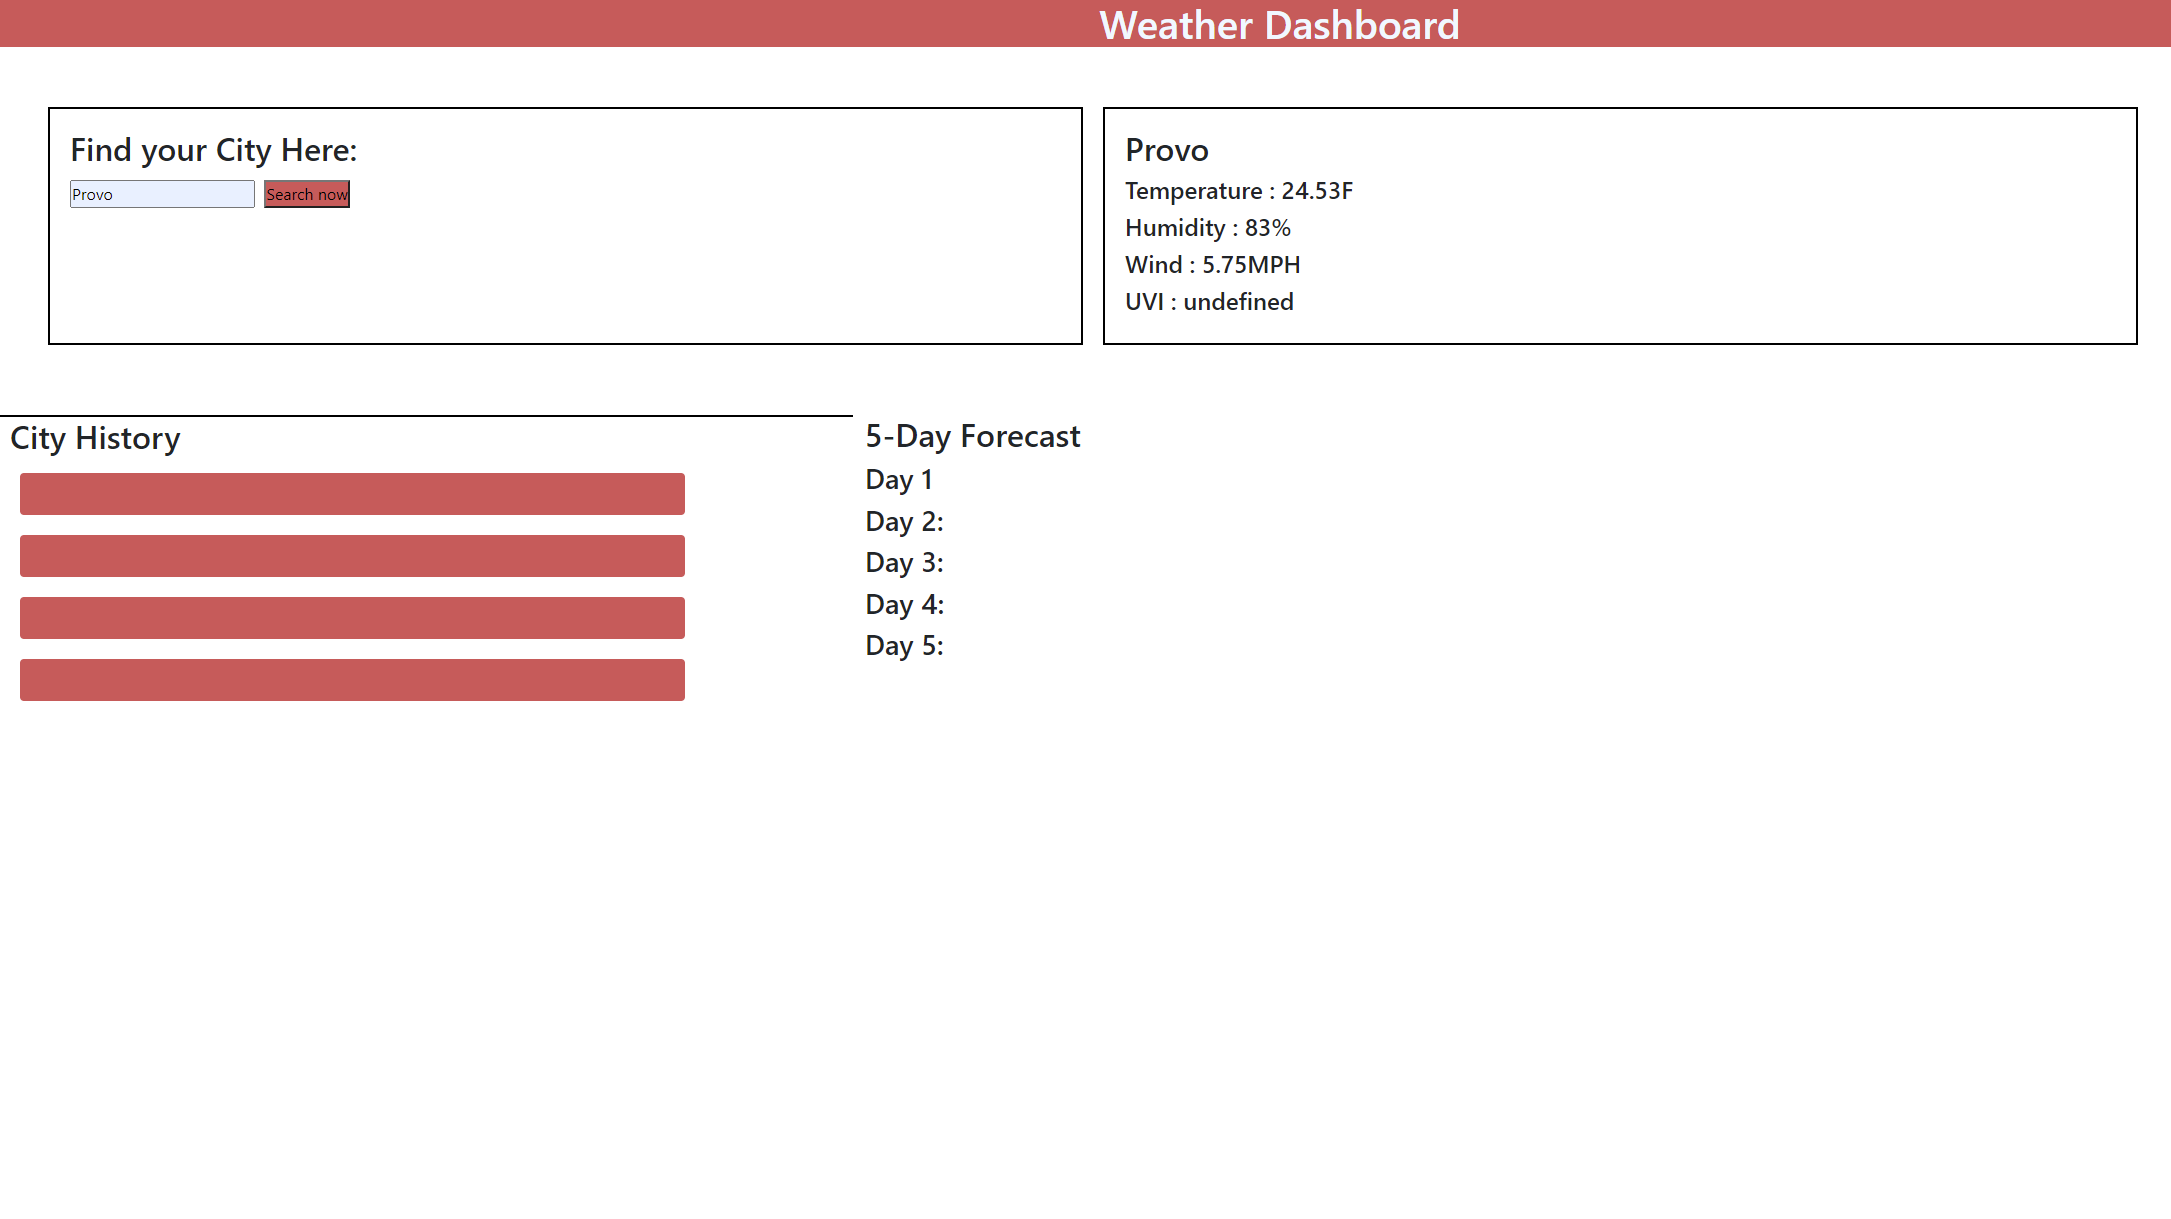 Weather Dashboard
Find your City Here:
Provo Search now
Provo
Temperature : 24.53F
Humidity : 83%
Wind : 5.75MPH
UVI : undefined
City History
5-Day Forecast
Day 1
Day 2:
Day 3:
Day 4:
Day 5: